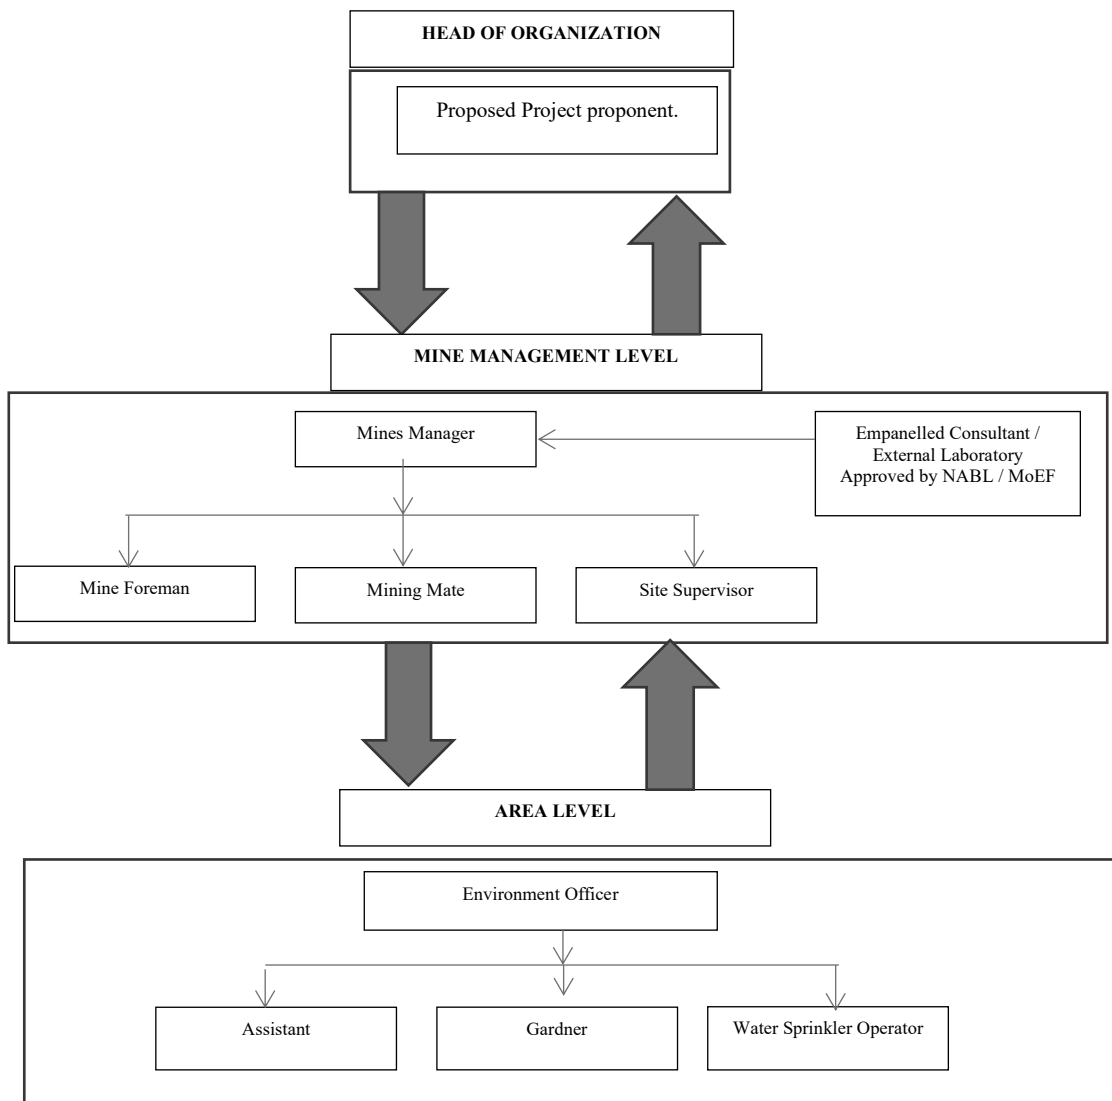 HEAD OF ORGANIZATION
Proposed Project proponent.
MINE MANAGEMENT LEVEL
Mines Manager
Empanelled Consultant /
External Laboratory
Approved by NABL / MoEF
Mine Foreman
Mining Mate
Site Supervisor
AREA LEVEL
Environment Officer
Assistant
Gardner
Water Sprinkler Operator